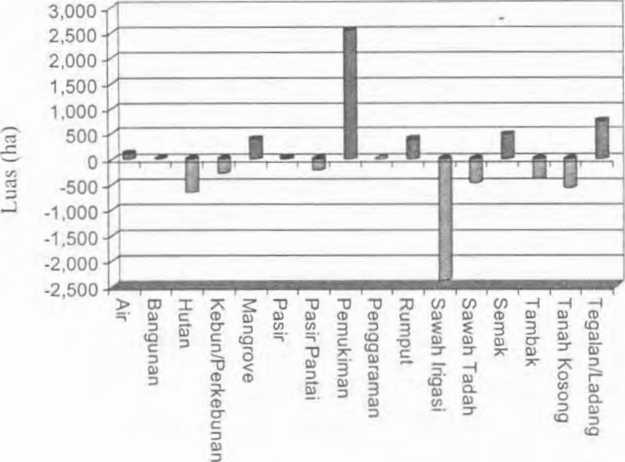 3,000
2,500
2,000
1,500
1,000
500
0
-500
-1,000
-1,500
-2,000
-2,500
Luas (ha)
Air
Bangunan
Hutan
Kebun/Perkebunan
Mangrove
Pasir
Pasir Pantai
Pemukiman
Penggaraman
Rumput
Sawah Irigasi
Sawah Tadah
Semak
Tambak
Tanah Kosong
Tegalan/Ladang